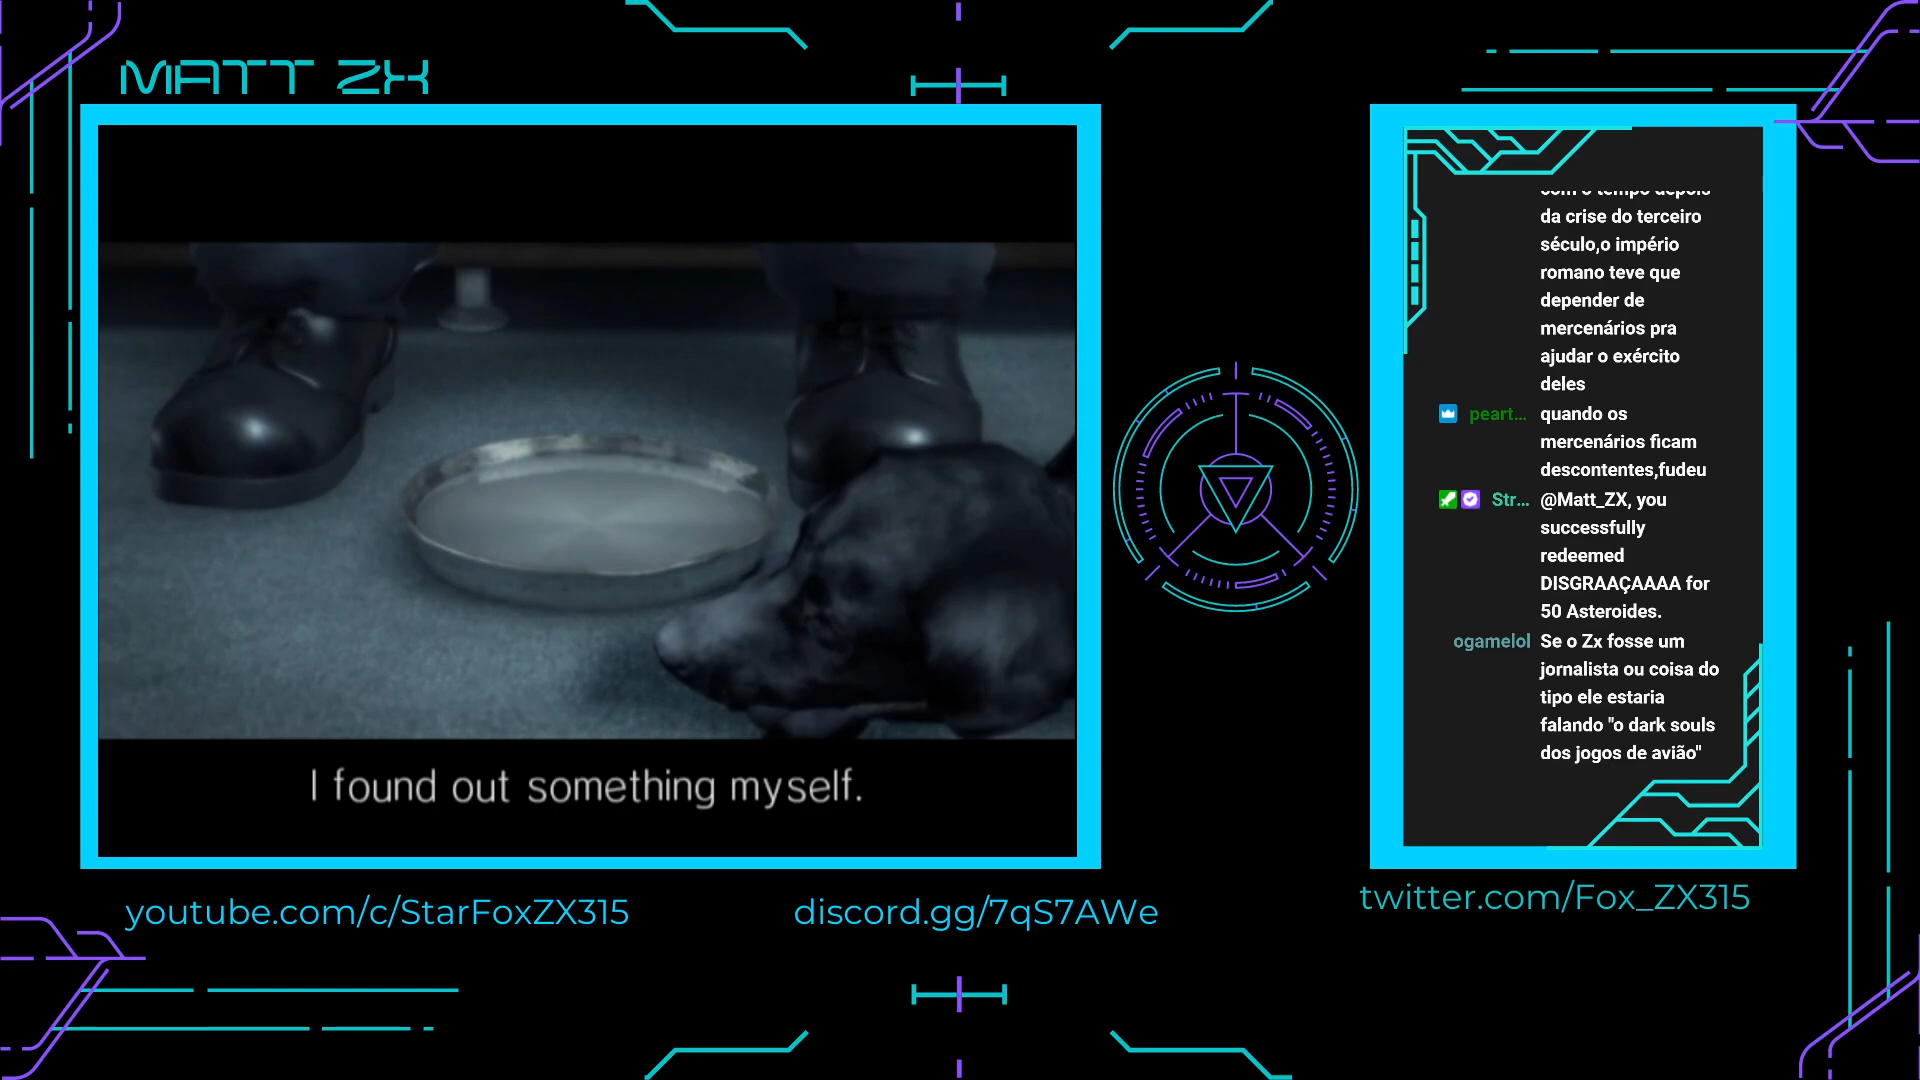 MATT ZX
com o tempo depois
da crise do terceiro
século,o império
romano teve que
depender de
mercenários pra
ajudar o exército
deles
peart... quando os
mercenários ficam
descontentes,fudeu
Str... @Matt_ZX, you
successfully
redeemed
DISGRAAÇAAAA for
50 Asteroides.
ogamelol Se o Zx fosse um
jornalista ou coisa do
tipo ele estaria
falando "o dark souls
dos jogos de avião"
I found out something myself.
youtube.com/c/StarFoxZX315
discord.gg/7qS7AWe
twitter.com/Fox_ZX315